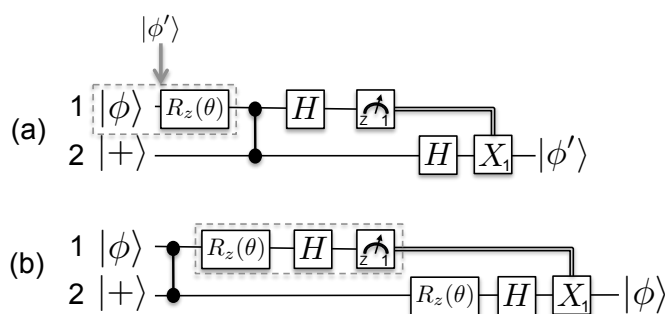 |ϕ′⟩
(a)
1 |ϕ⟩ R_z(θ) H z 1
2 |+⟩ H X_1 |ϕ′⟩
(b)
1 |ϕ⟩ R_z(θ) H z 1
2 |+⟩ R_z(θ) H X_1 |ϕ⟩